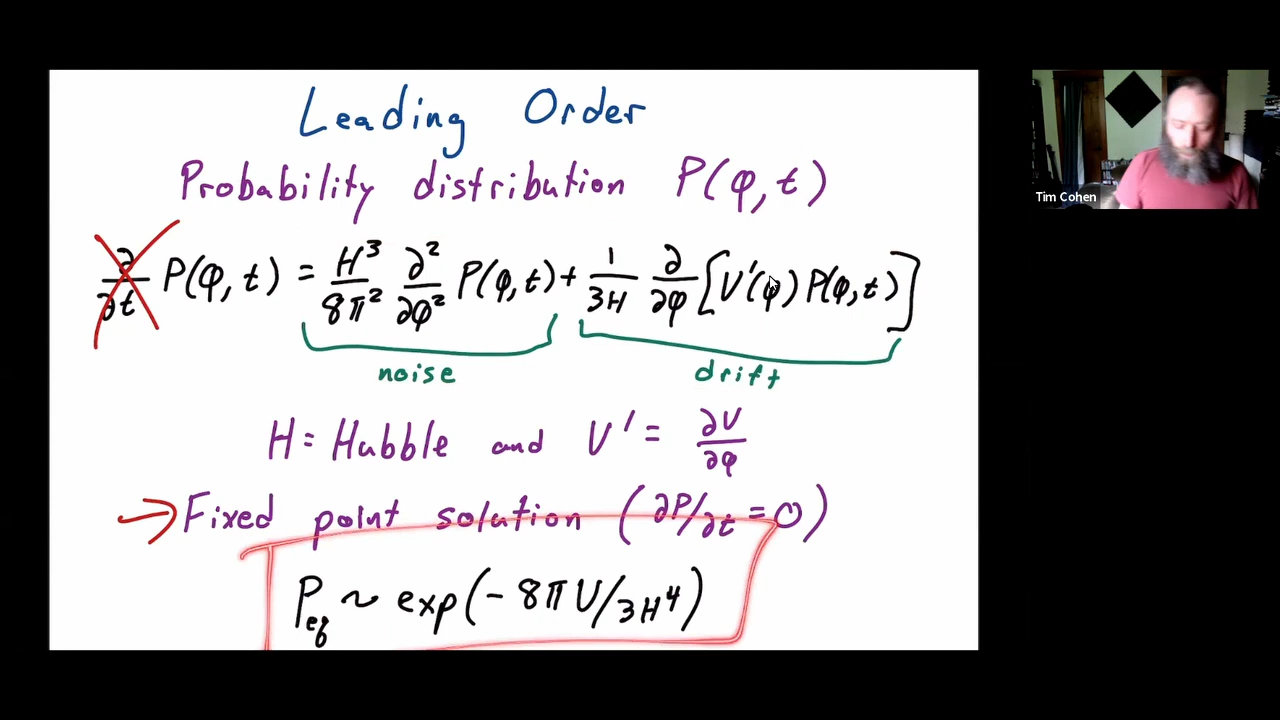 Leading Order
Probability distribution P(φ,t)
∂/∂t P(φ,t) = H³/8π² ∂²/∂φ² P(φ,t) + 1/3H ∂/∂φ [V'(φ) P(φ,t)]
noise
drift
H = Hubble and V' = ∂V/∂φ
→ Fixed point solution (∂P/∂t = 0)
P_eq ~ exp(-8πV/3H⁴)
Tim Cohen